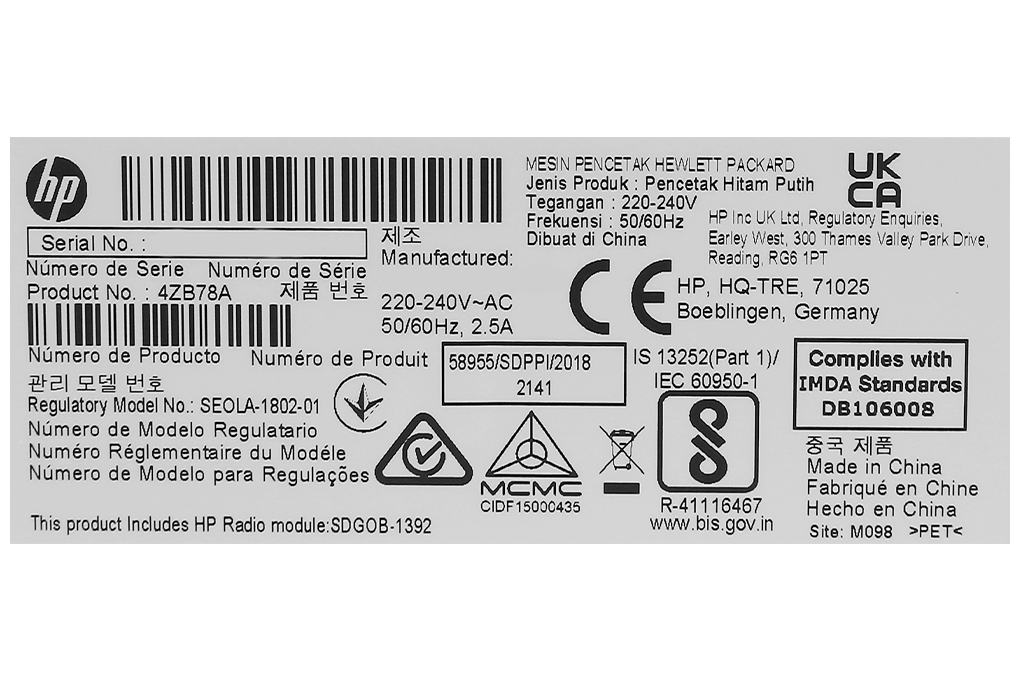 hp
MESIN PENCETAK HEWLETT PACKARD
Jenis Produk : Pencetak Hitam Putih
Tegangan : 220-240V
Frekuensi : 50/60Hz
Dibuat di China
UK
CA
HP Inc UK Ltd, Regulatory Enquiries,
Earley West, 300 Thames Valley Park Drive,
Reading, RG6 1PT
Serial No. :
Número de Serie Numéro de Série
Product No. : 4ZB78A 제품 번호
제조
Manufactured:
220-240V~AC
50/60Hz, 2.5A
CE
HP, HQ-TRE, 71025
Boeblingen, Germany
Número de Producto Numéro de Produit
관리 모델 번호
Regulatory Model No.: SEOLA-1802-01
Número de Modelo Regulatario
Numéro Réglementaire du Modéle
Número de Modelo para Regulações
58955/SDPPI/2018
2141
IS 13252(Part 1)/
IEC 60950-1
R-41116467
www.bis.gov.in
MCMC
CIDF15000435
Complies with
IMDA Standards
DB106008
중국 제품
Made in China
Fabriqué en Chine
Hecho en China
Site: M098 >PET<
This product Includes HP Radio module:SDGOB-1392